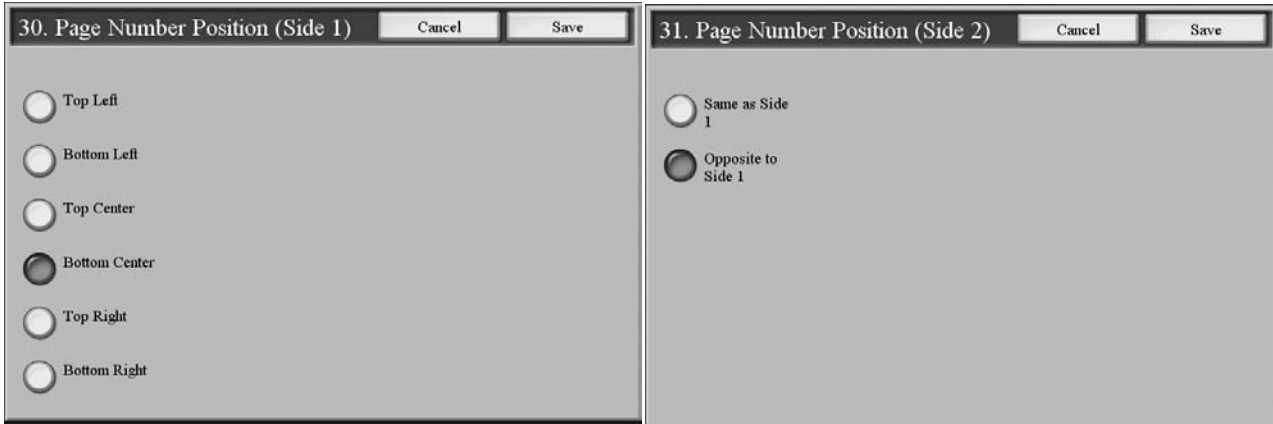 30. Page Number Position (Side 1)
Cancel
Save
Top Left
Bottom Left
Top Center
Bottom Center
Top Right
Bottom Right
31. Page Number Position (Side 2)
Cancel
Save
Same as Side
1
Opposite to
Side 1